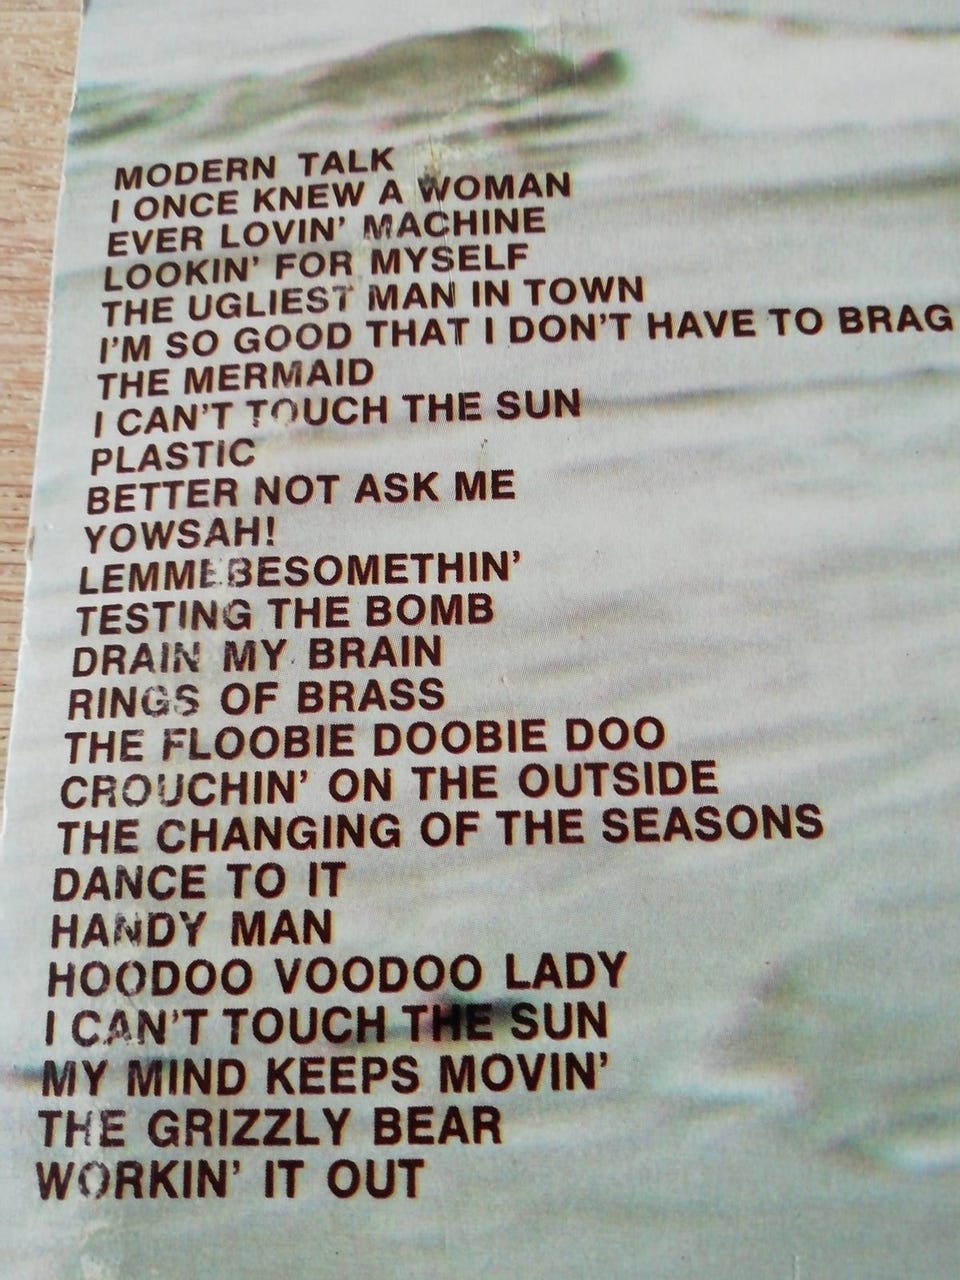 MODERN TALK
I ONCE KNEW A WOMAN
EVER LOVIN' MACHINE
LOOKIN' FOR MYSELF
THE UGLIEST MAN IN TOWN
I'M SO GOOD THAT I DON'T HAVE TO BRAG
THE MERMAID
I CAN'T TOUCH THE SUN
PLASTIC
BETTER NOT ASK ME
YOWSAH!
LEMMEBESOMETHIN'
TESTING THE BOMB
DRAIN MY BRAIN
RINGS OF BRASS
THE FLOOBIE DOOBIE DOO
CROUCHIN' ON THE OUTSIDE
THE CHANGING OF THE SEASONS
DANCE TO IT
HANDY MAN
HOODOO VOODOO LADY
I CAN'T TOUCH THE SUN
MY MIND KEEPS MOVIN'
THE GRIZZLY BEAR
WORKIN' IT OUT